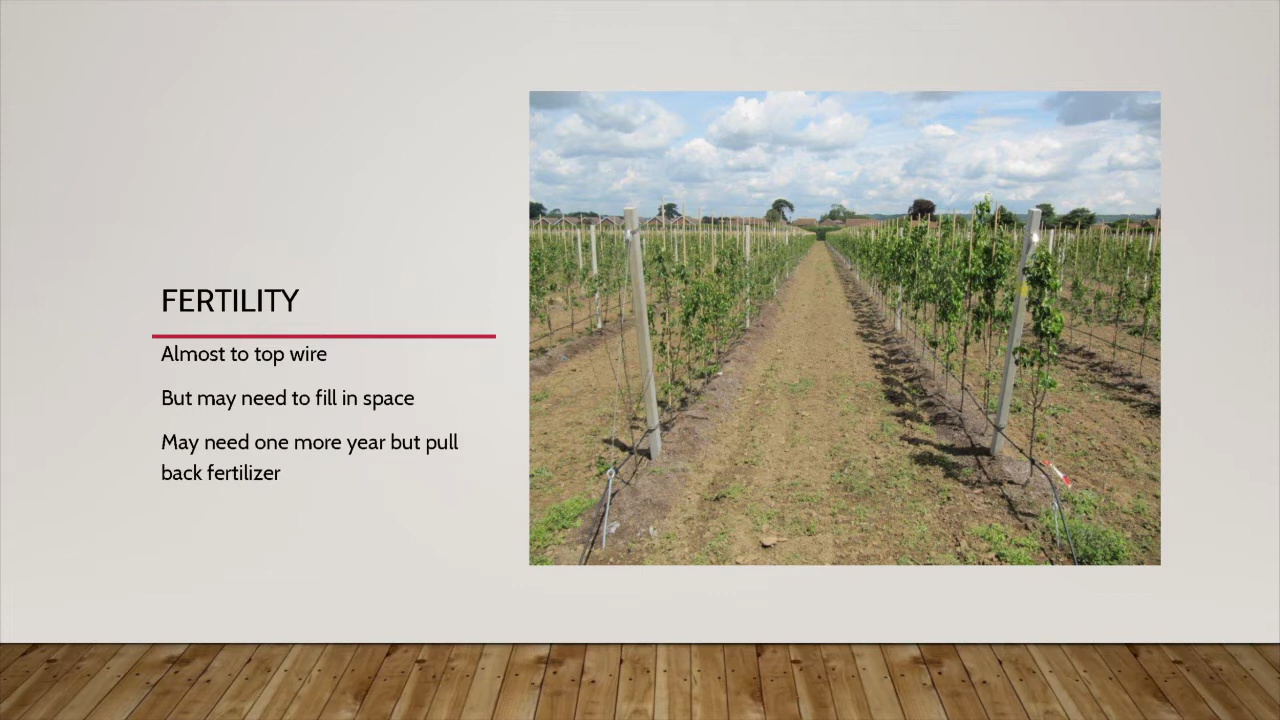 FERTILITY
Almost to top wire
But may need to fill in space
May need one more year but pull
back fertilizer